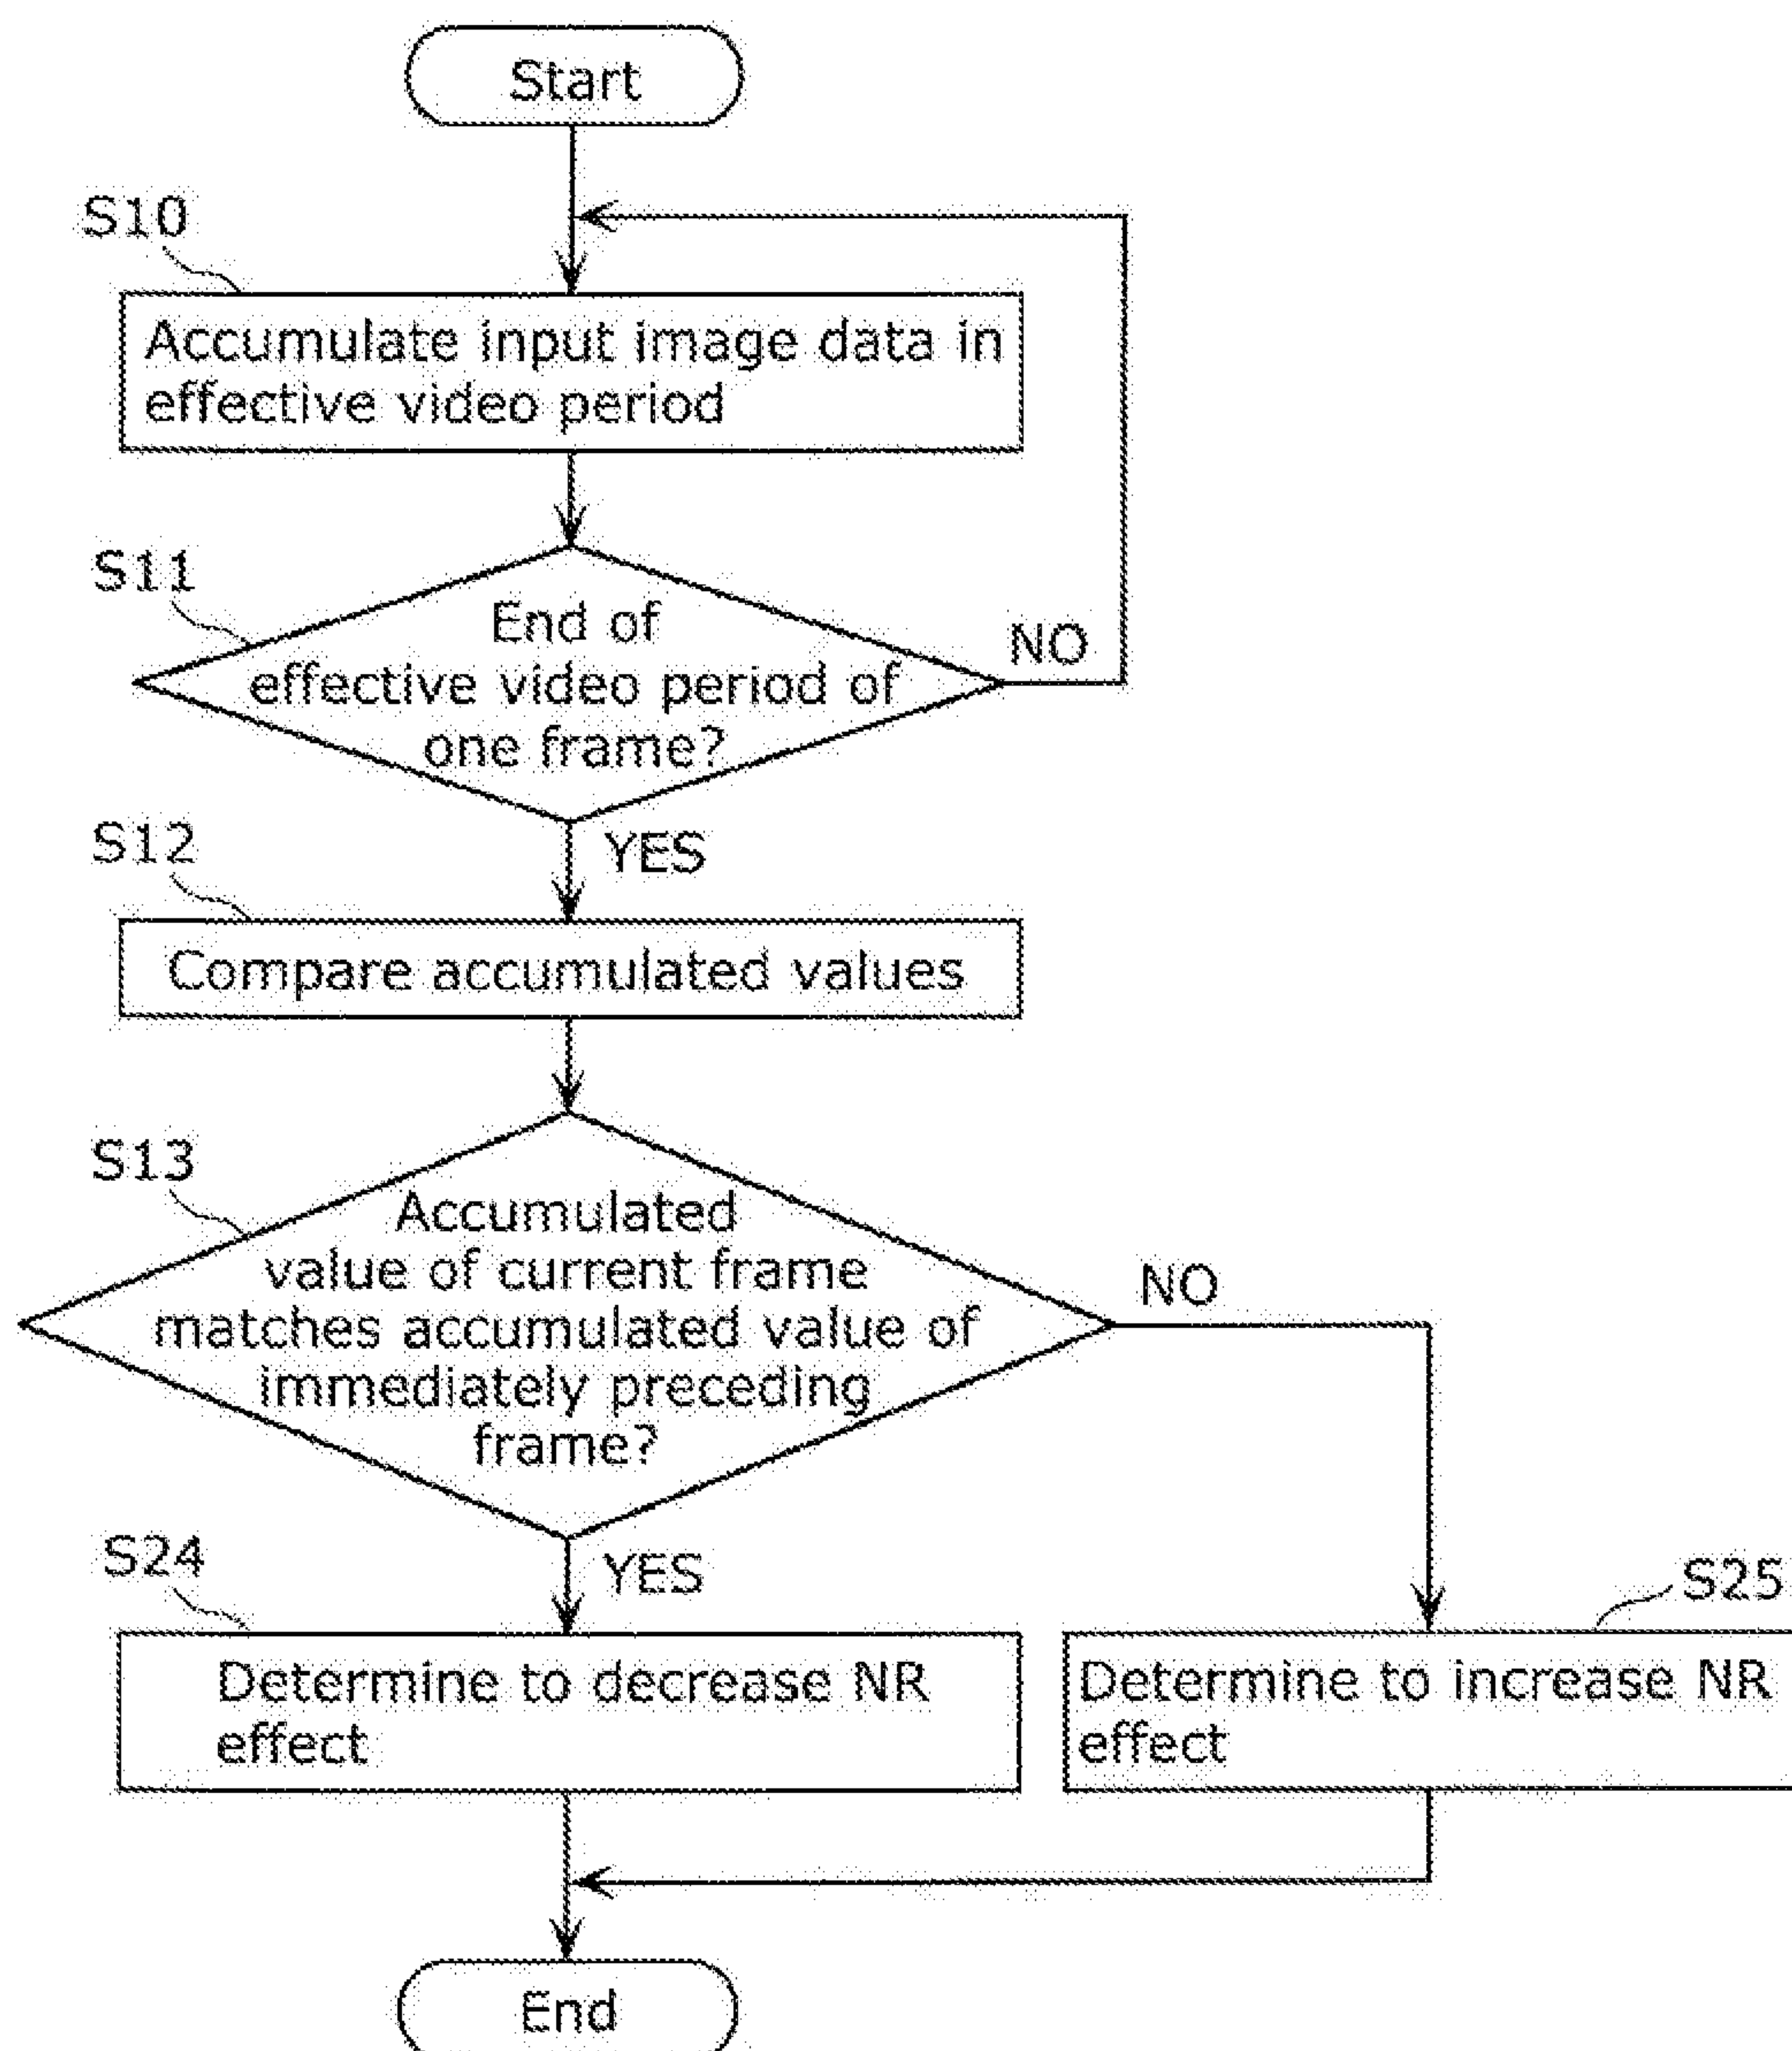 Start
S10
Accumulate input image data in
effective video period
S11
End of
effective video period of
one frame?
NO
YES
S12
Compare accumulated values
S13
Accumulated
value of current frame
matches accumulated value of
immediately preceding
frame?
NO
YES
S24
Determine to decrease NR
effect
S25
Determine to increase NR
effect
End